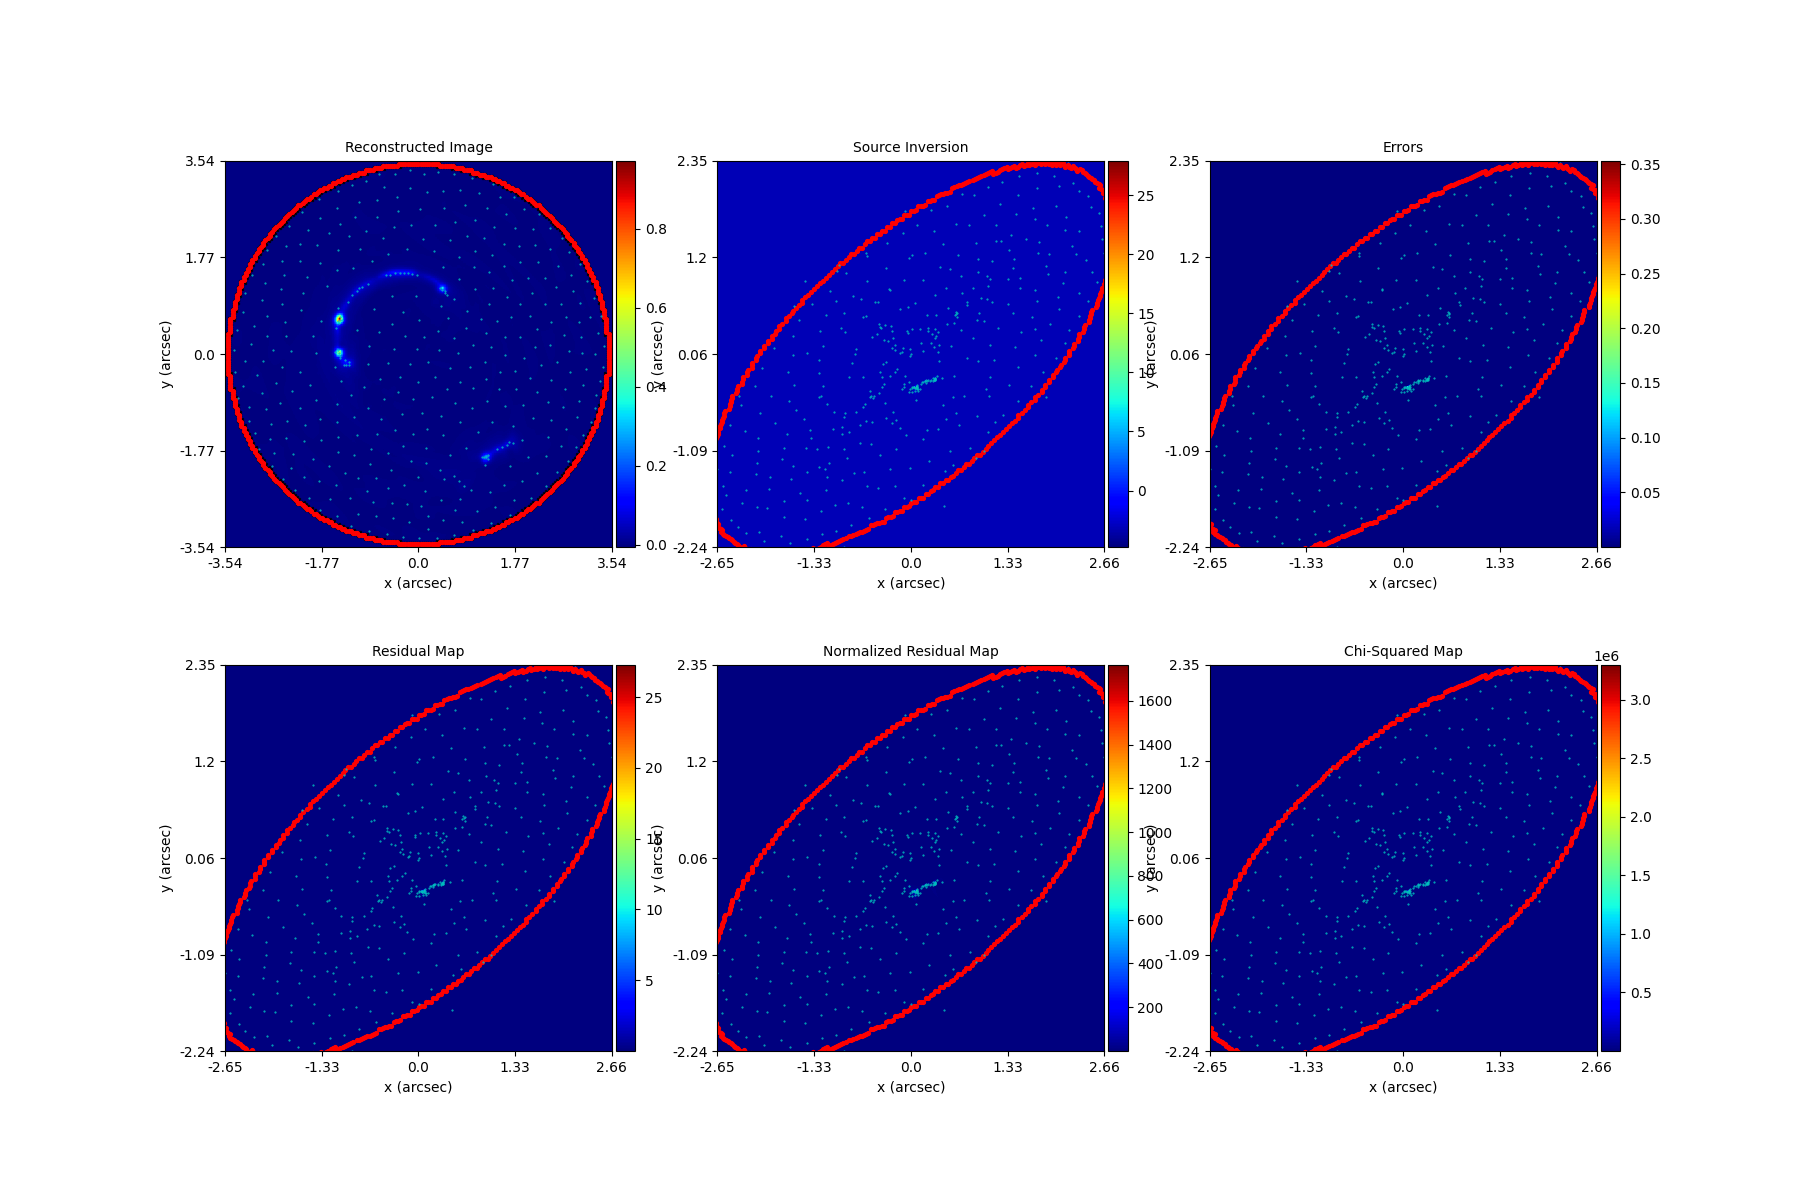 Reconstructed Image
3.54
1.77
0.0
-1.77
-3.54
y (arcsec)
-3.54 -1.77 0.0 1.77 3.54
x (arcsec)
0.8
0.6
0.4
0.2
0.0
Source Inversion
2.35
1.2
0.06
-1.09
-2.24
y (arcsec)
-2.65 -1.33 0.0 1.33 2.66
x (arcsec)
25
20
15
10
5
0
Errors
2.35
1.2
0.06
-1.09
-2.24
y (arcsec)
-2.65 -1.33 0.0 1.33 2.66
x (arcsec)
0.35
0.30
0.25
0.20
0.15
0.10
0.05
Residual Map
2.35
1.2
0.06
-1.09
-2.24
y (arcsec)
-2.65 -1.33 0.0 1.33 2.66
x (arcsec)
25
20
15
10
5
Normalized Residual Map
2.35
1.2
0.06
-1.09
-2.24
y (arcsec)
-2.65 -1.33 0.0 1.33 2.66
x (arcsec)
1600
1400
1200
1000
800
600
400
200
Chi-Squared Map
2.35
1.2
0.06
-1.09
-2.24
y (arcsec)
-2.65 -1.33 0.0 1.33 2.66
x (arcsec)
1e6
3.0
2.5
2.0
1.5
1.0
0.5